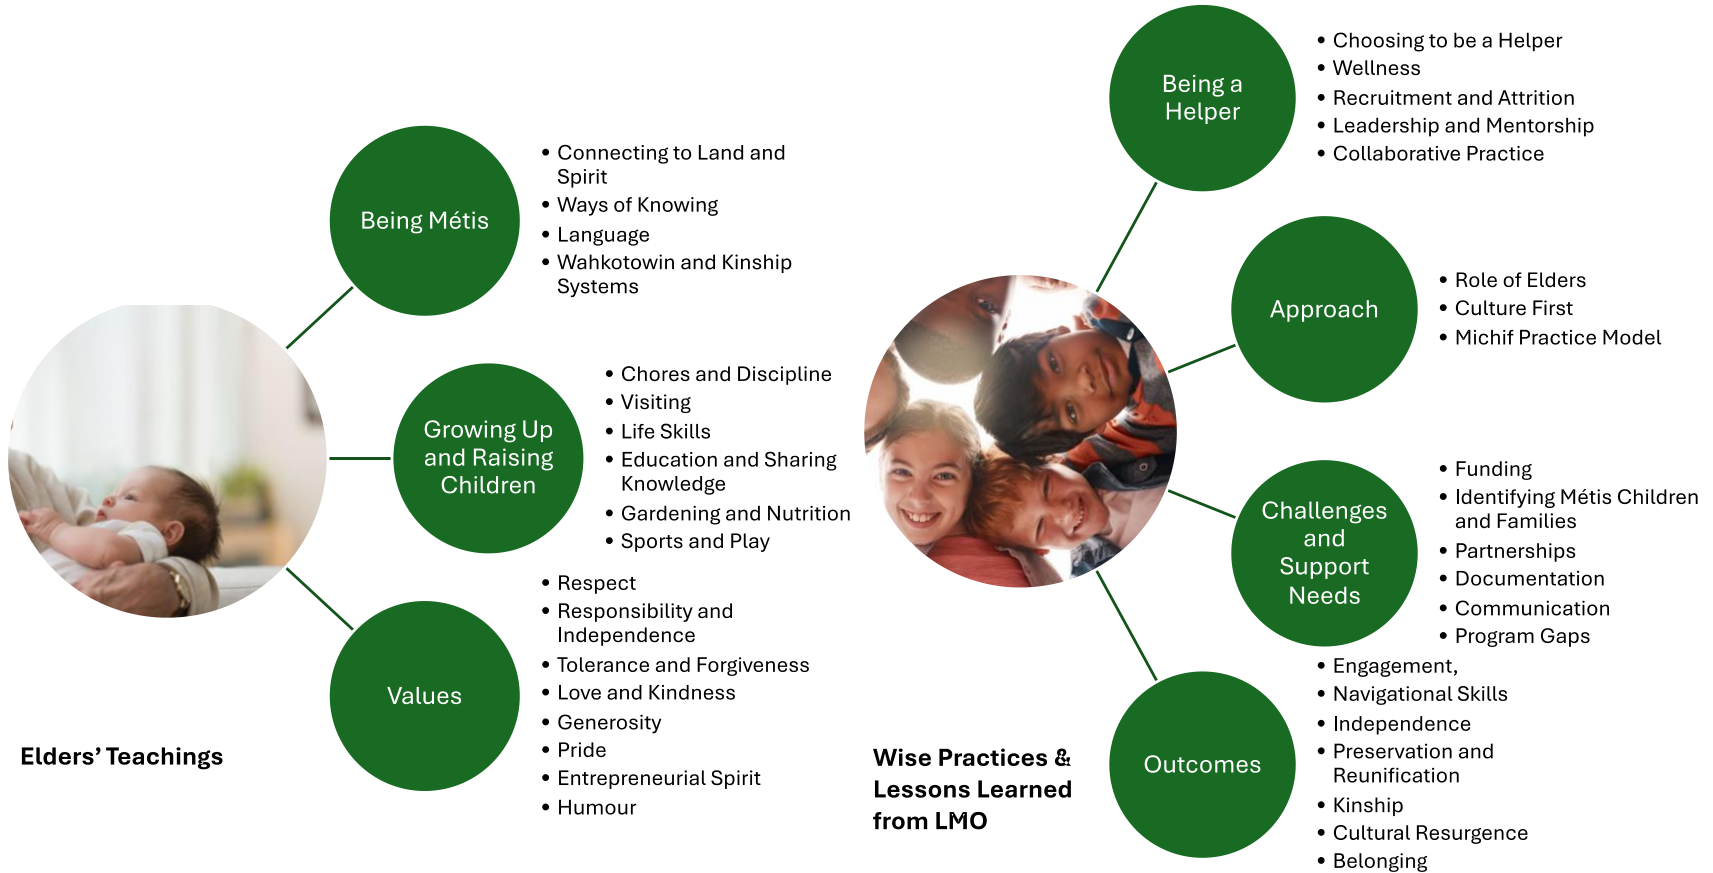 Being Métis
• Connecting to Land and
Spirit
• Ways of Knowing
• Language
• Wahkotowin and Kinship
Systems
Growing Up
and Raising
Children
• Chores and Discipline
• Visiting
• Life Skills
• Education and Sharing
Knowledge
• Gardening and Nutrition
• Sports and Play
Values
• Respect
• Responsibility and
Independence
• Tolerance and Forgiveness
• Love and Kindness
• Generosity
• Pride
• Entrepreneurial Spirit
• Humour
Elders’ Teachings
Being a
Helper
• Choosing to be a Helper
• Wellness
• Recruitment and Attrition
• Leadership and Mentorship
• Collaborative Practice
Approach
• Role of Elders
• Culture First
• Michif Practice Model
Challenges
and
Support
Needs
• Funding
• Identifying Métis Children
and Families
• Partnerships
• Documentation
• Communication
• Program Gaps
Outcomes
• Engagement,
• Navigational Skills
• Independence
• Preservation and
Reunification
• Kinship
• Cultural Resurgence
• Belonging
Wise Practices &
Lessons Learned
from LMO